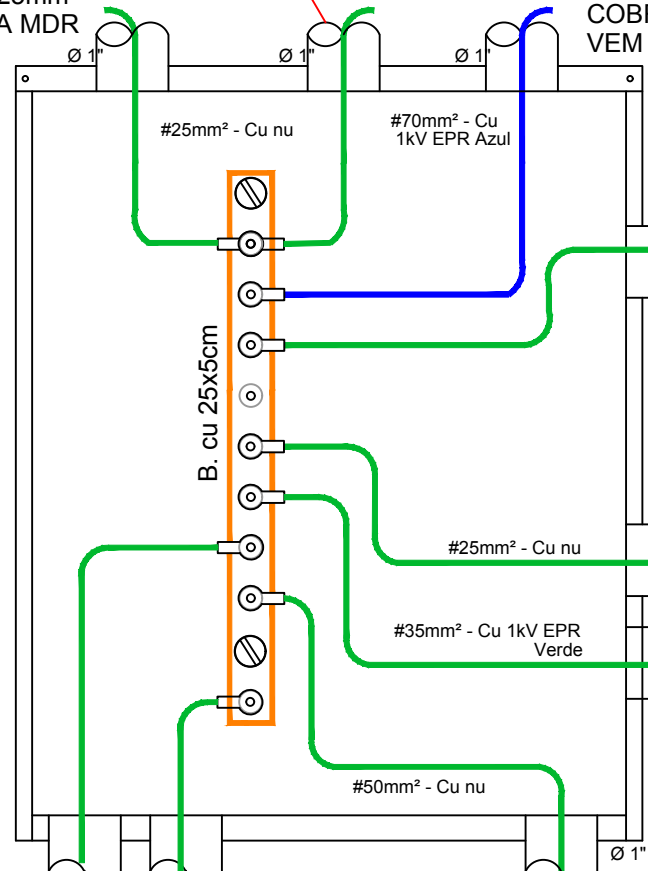 A MDR
COBR
VEM
Ø 1"
Ø 1"
Ø 1"
#25mm² - Cu nu
#70mm² - Cu
1kV EPR Azul
B. cu 25x5cm
#25mm² - Cu nu
#35mm² - Cu 1kV EPR
Verde
#50mm² - Cu nu
Ø 1"